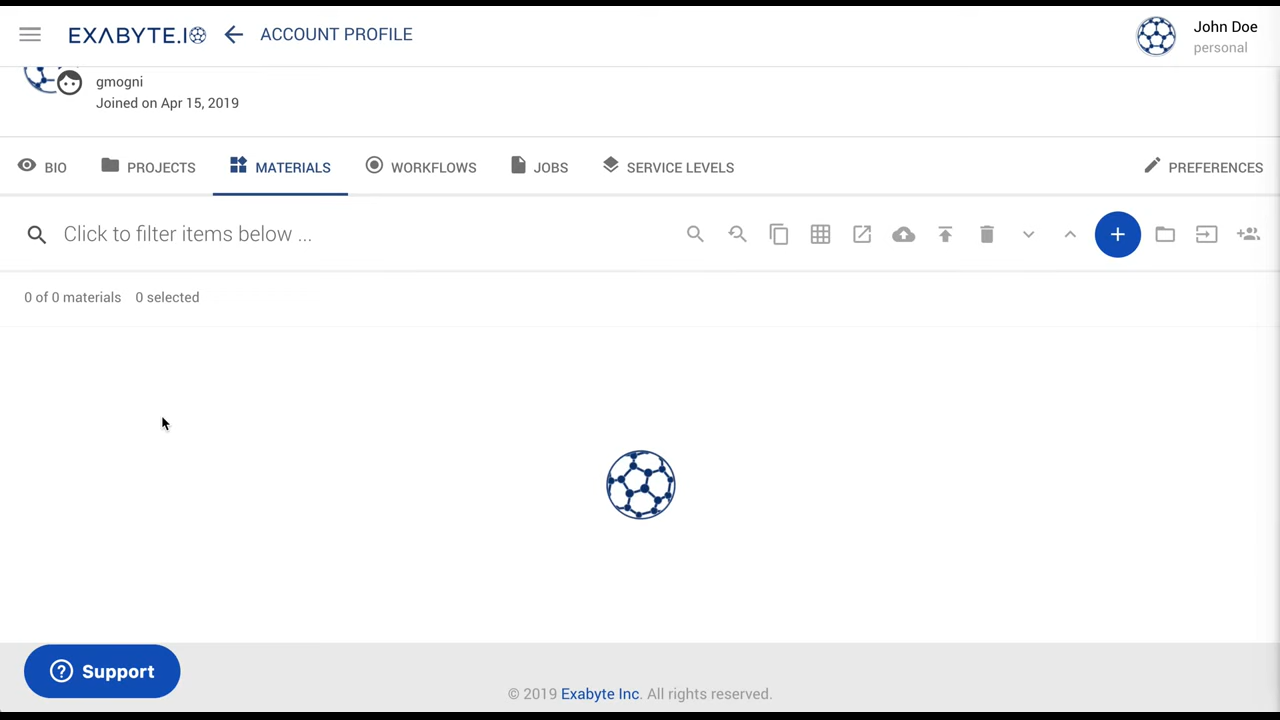 EXABYTE.IO
ACCOUNT PROFILE
John Doe
personal
gmogni
Joined on Apr 15, 2019
BIO
PROJECTS
MATERIALS
WORKFLOWS
JOBS
SERVICE LEVELS
PREFERENCES
Click to filter items below ...
0 of 0 materials 0 selected
Support
© 2019 Exabyte Inc. All rights reserved.